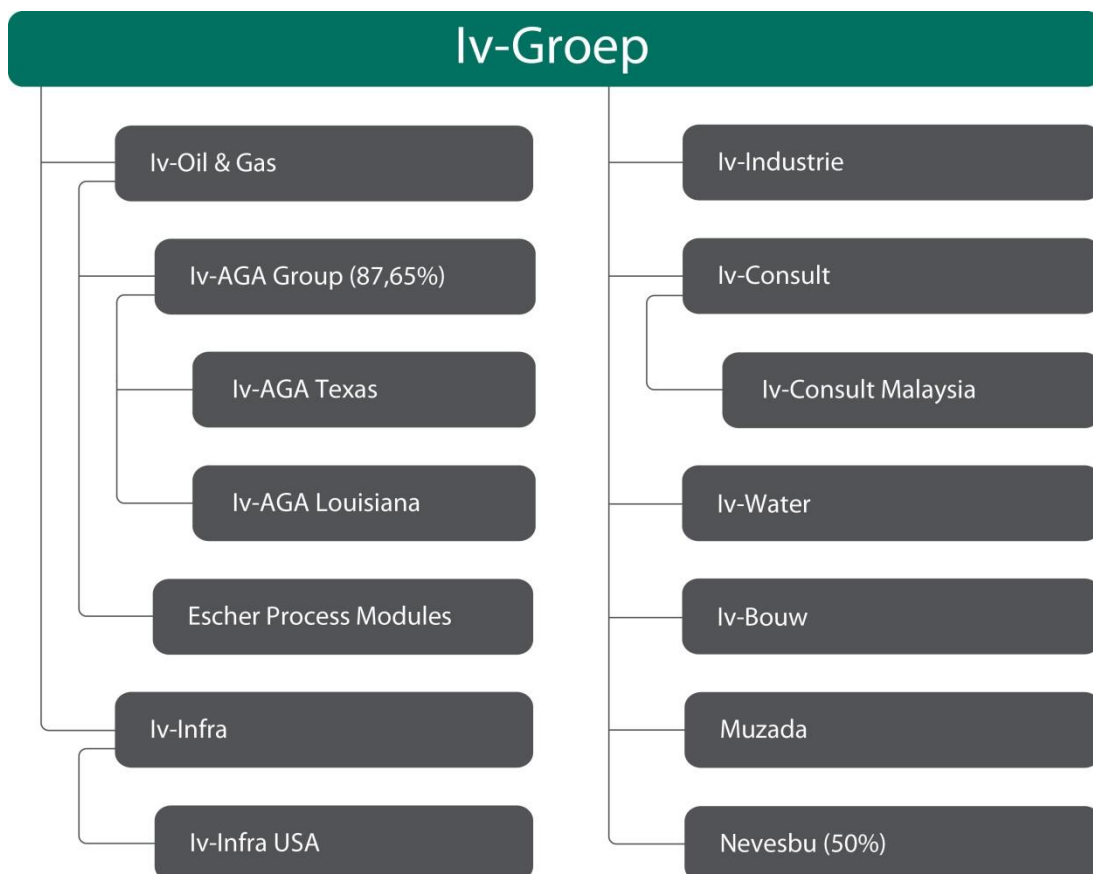 Iv-Groep
Iv-Oil & Gas
Iv-AGA Group (87,65%)
Iv-AGA Texas
Iv-AGA Louisiana
Escher Process Modules
Iv-Infra
Iv-Infra USA
Iv-Industrie
Iv-Consult
Iv-Consult Malaysia
Iv-Water
Iv-Bouw
Muzada
Nevesbu (50%)